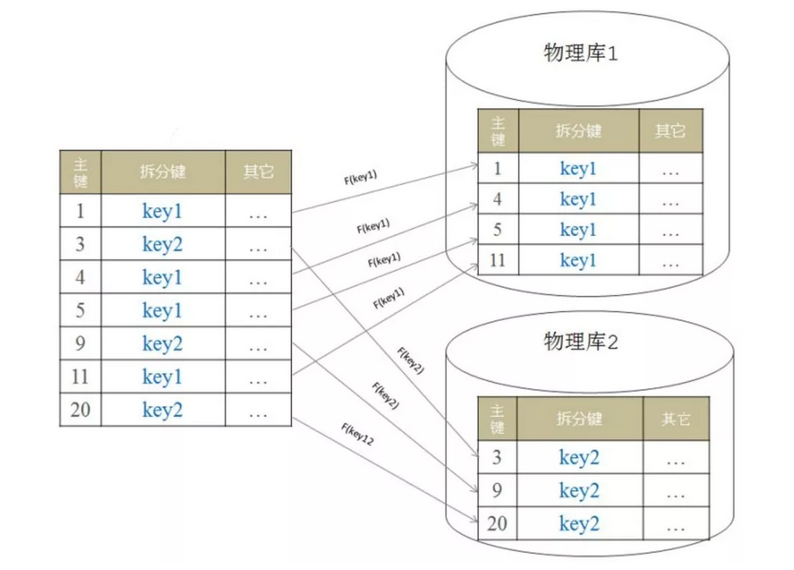 主键 拆分键 其它
1 key1 …
3 key2 …
4 key1 …
5 key1 …
9 key2 …
11 key1 …
20 key2 …
F(key1)
F(key1)
F(key1)
F(key1)
F(key2)
F(key2)
F(key12
物理库1
主键 拆分键 其它
1 key1 …
4 key1 …
5 key1 …
11 key1 …
物理库2
主键 拆分键 其它
3 key2 …
9 key2 …
20 key2 …